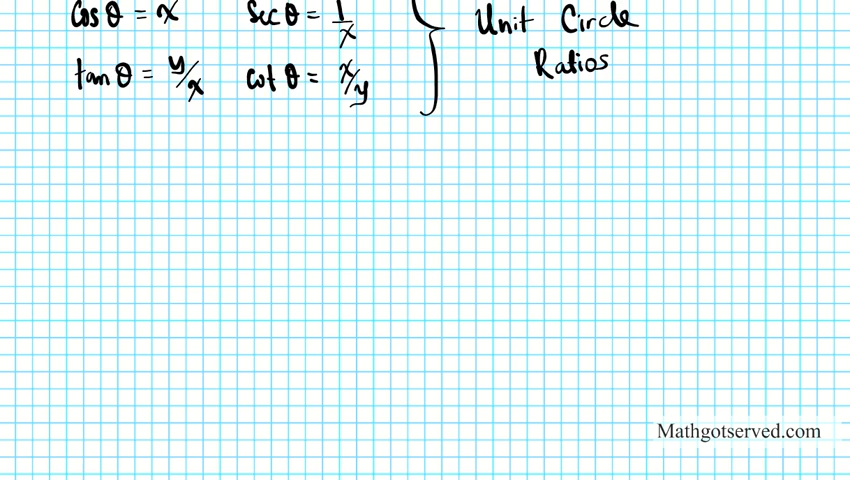 cos θ = x sec θ = 1/x Unit Circle
tan θ = y/x cot θ = x/y Ratios
Mathgotserved.com